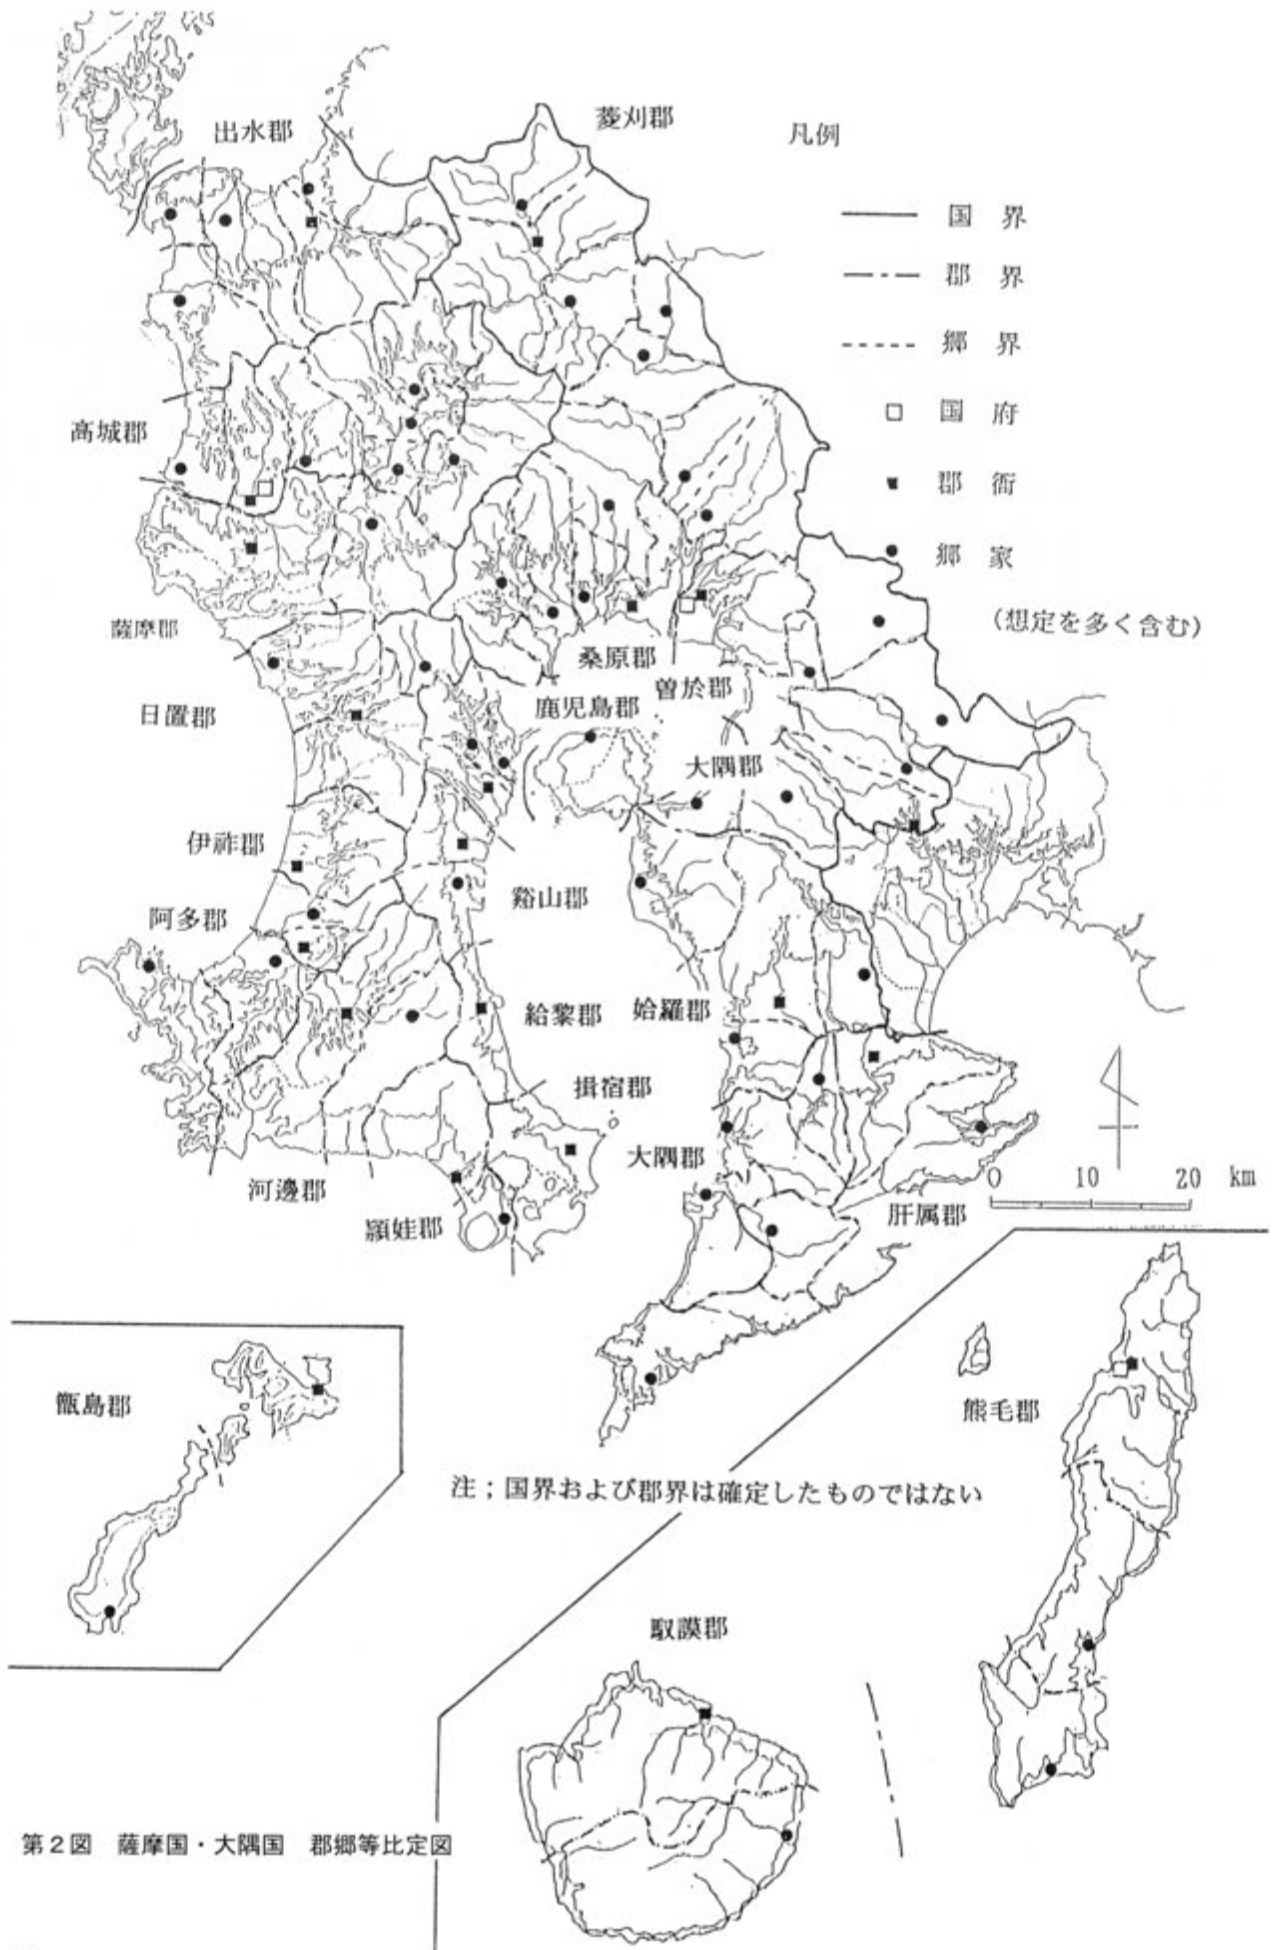 出水郡
菱刈郡
凡例
国界
郡界
郷界
国府
郡衙
郷家
(想定を多く含む)
高城郡
薩摩郡
日置郡
桑原郡
曽於郡
鹿児島郡
大隅郡
伊祚郡
阿多郡
谿山郡
給黎郡
姶羅郡
揖宿郡
大隅郡
河邊郡
頴娃郡
肝属郡
0 10 20 km
甑島郡
熊毛郡
注;国界および郡界は確定したものではない
馭謨郡
第2図 薩摩国・大隅国 郡郷等比定図